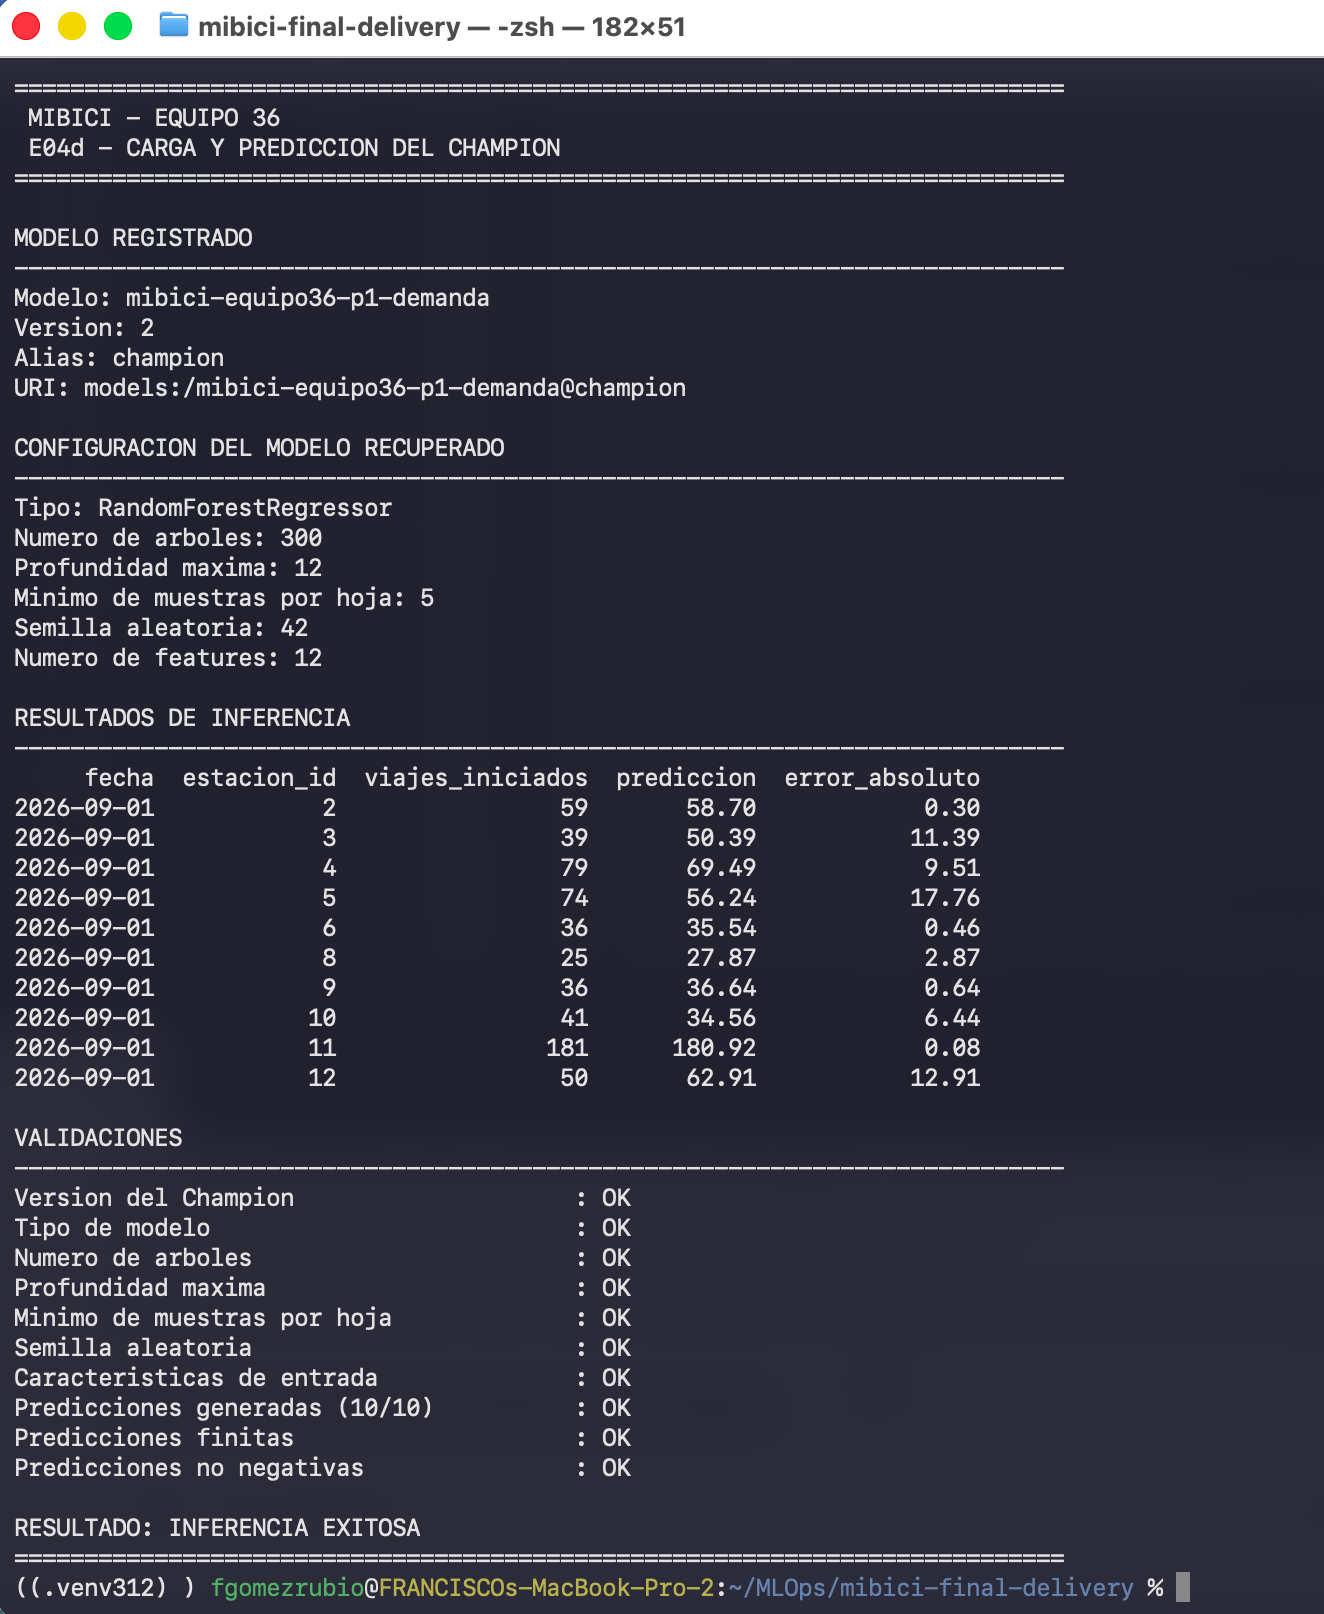 mibici-final-delivery — -zsh — 182×51
===========================================================================
MIBICI - EQUIPO 36
E04d - CARGA Y PREDICCION DEL CHAMPION
===========================================================================
MODELO REGISTRADO
---------------------------------------------------------------------------
Modelo: mibici-equipo36-p1-demanda
Version: 2
Alias: champion
URI: models:/mibici-equipo36-p1-demanda@champion
CONFIGURACION DEL MODELO RECUPERADO
---------------------------------------------------------------------------
Tipo: RandomForestRegressor
Numero de arboles: 300
Profundidad maxima: 12
Minimo de muestras por hoja: 5
Semilla aleatoria: 42
Numero de features: 12
RESULTADOS DE INFERENCIA
---------------------------------------------------------------------------
fecha estacion_id viajes_iniciados prediccion error_absoluto
2026-09-01 2 59 58.70 0.30
2026-09-01 3 39 50.39 11.39
2026-09-01 4 79 69.49 9.51
2026-09-01 5 74 56.24 17.76
2026-09-01 6 36 35.54 0.46
2026-09-01 8 25 27.87 2.87
2026-09-01 9 36 36.64 0.64
2026-09-01 10 41 34.56 6.44
2026-09-01 11 181 180.92 0.08
2026-09-01 12 50 62.91 12.91
VALIDACIONES
---------------------------------------------------------------------------
Version del Champion : OK
Tipo de modelo : OK
Numero de arboles : OK
Profundidad maxima : OK
Minimo de muestras por hoja : OK
Semilla aleatoria : OK
Caracteristicas de entrada : OK
Predicciones generadas (10/10) : OK
Predicciones finitas : OK
Predicciones no negativas : OK
RESULTADO: INFERENCIA EXITOSA
===========================================================================
((.venv312) ) fgomezrubio@FRANCISCOs-MacBook-Pro-2:~/MLOps/mibici-final-delivery %